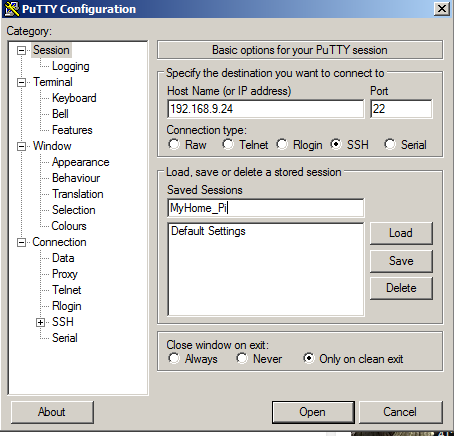 PuTTY Configuration
Category:
Session
Logging
Terminal
Keyboard
Bell
Features
Window
Appearance
Behaviour
Translation
Selection
Colours
Connection
Data
Proxy
Telnet
Rlogin
SSH
Serial
Basic options for your PuTTY session
Specify the destination you want to connect to
Host Name (or IP address) Port
192.168.9.24 22
Connection type:
Raw Telnet Rlogin SSH Serial
Load, save or delete a stored session
Saved Sessions
MyHome_Pi
Default Settings
Load
Save
Delete
Close window on exit:
Always Never Only on clean exit
About Open Cancel